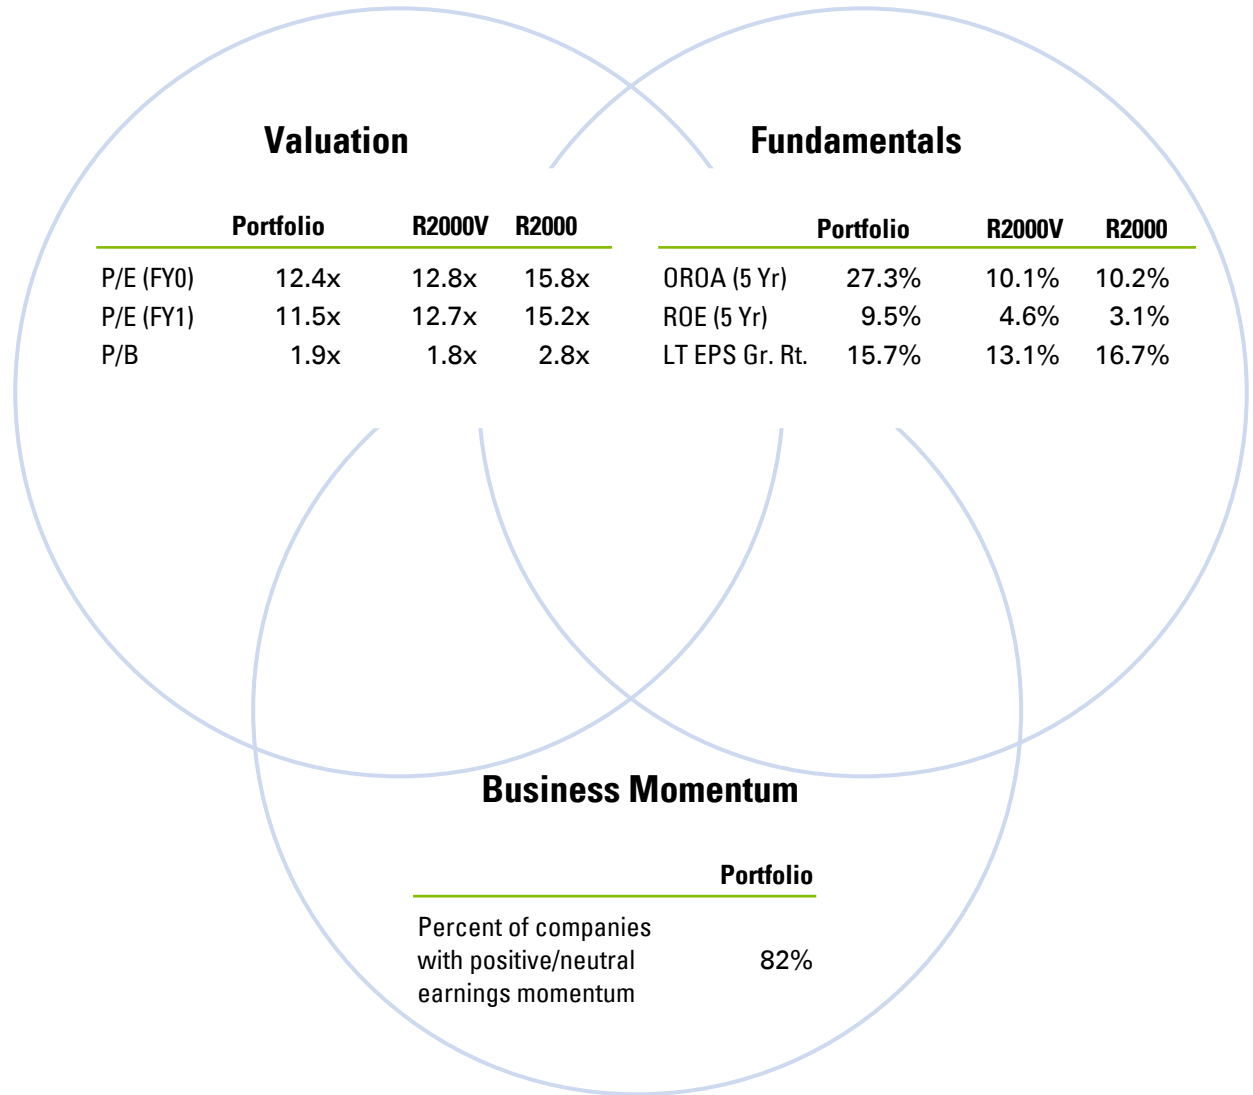 Valuation
Portfolio R2000V R2000
P/E (FY0) 12.4x 12.8x 15.8x
P/E (FY1) 11.5x 12.7x 15.2x
P/B 1.9x 1.8x 2.8x
Fundamentals
Portfolio R2000V R2000
OROA (5 Yr) 27.3% 10.1% 10.2%
ROE (5 Yr) 9.5% 4.6% 3.1%
LT EPS Gr. Rt. 15.7% 13.1% 16.7%
Business Momentum
Portfolio
Percent of companies
with positive/neutral 82%
earnings momentum